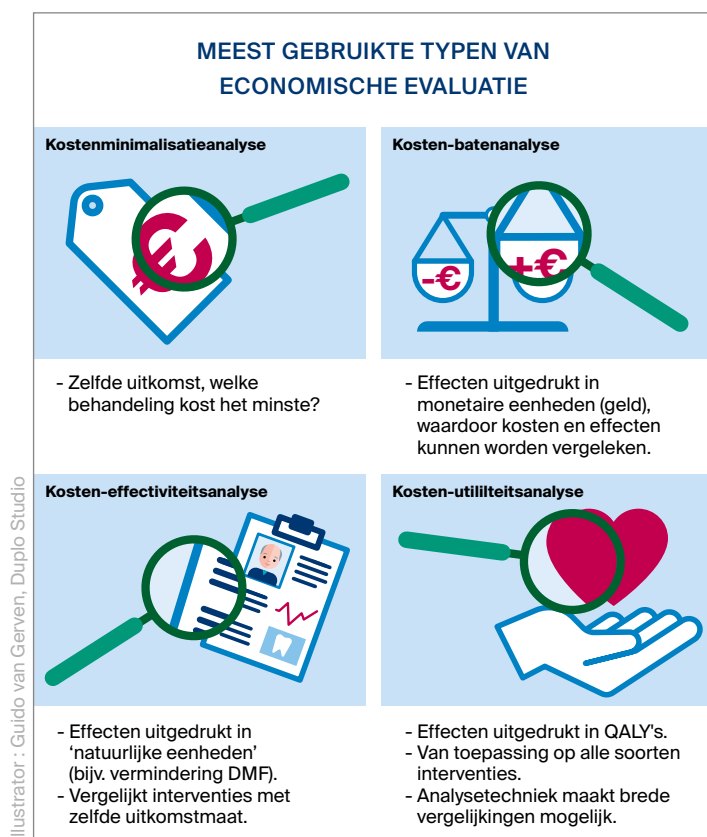 MEEST GEBRUIKTE TYPEN VAN
ECONOMISCHE EVALUATIE
Kostenminimalisatieanalyse
€
- Zelfde uitkomst, welke
behandeling kost het minste?
Kosten-batenanalyse
-€
+€
- Effecten uitgedrukt in
monetaire eenheden (geld),
waardoor kosten en effecten
kunnen worden vergeleken.
Kosten-effectiviteitsanalyse
- Effecten uitgedrukt in
‘natuurlijke eenheden’
(bijv. vermindering DMF).
- Vergelijkt interventies met
zelfde uitkomstmaat.
Kosten-utililteitsanalyse
- Effecten uitgedrukt in QALY's.
- Van toepassing op alle soorten
interventies.
- Analysetechniek maakt brede
vergelijkingen mogelijk.
llustrator : Guido van Gerven, Duplo Studio